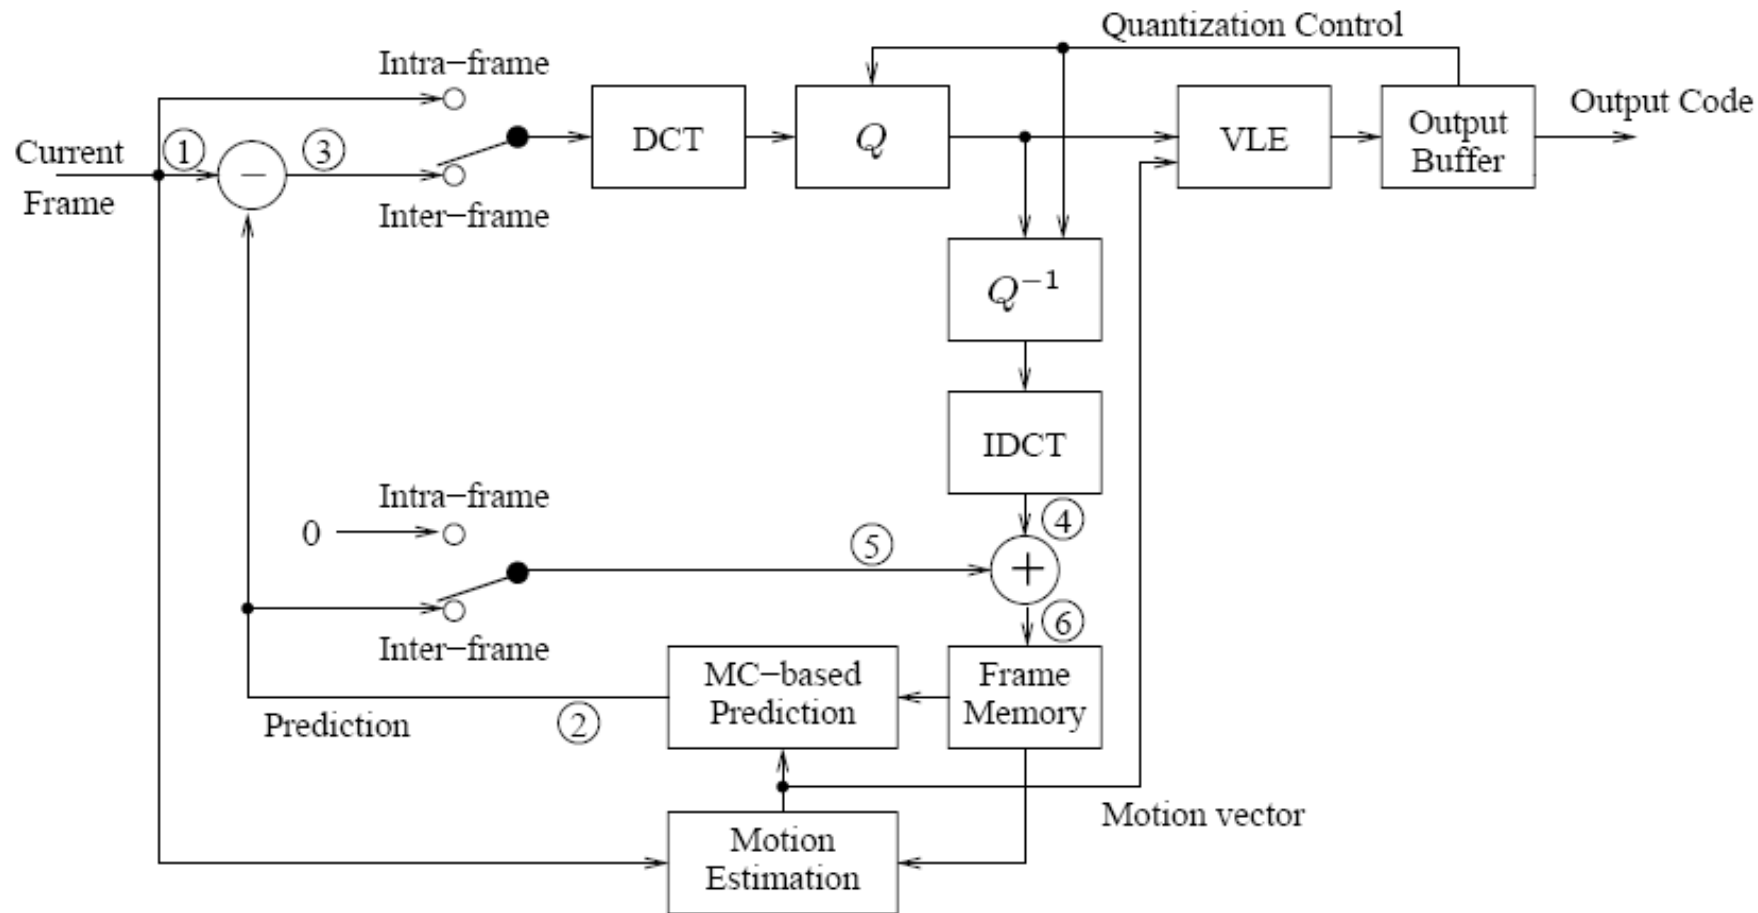 Quantization Control
Intra−frame
Output Code
Current
Frame
①
−
③
DCT
Q
VLE
Output
Buffer
Inter−frame
Q⁻¹
IDCT
Intra−frame
④
0
⑤
+
⑥
Inter−frame
MC−based
Prediction
Frame
Memory
Prediction
②
Motion vector
Motion
Estimation